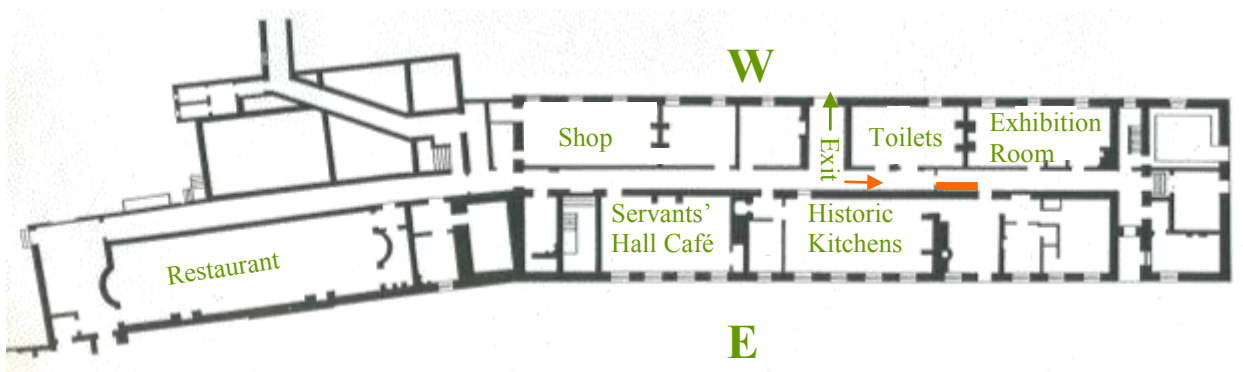 W
Shop
Exit
Toilets
Exhibition
Room
Servants’
Hall Café
Historic
Kitchens
Restaurant
E